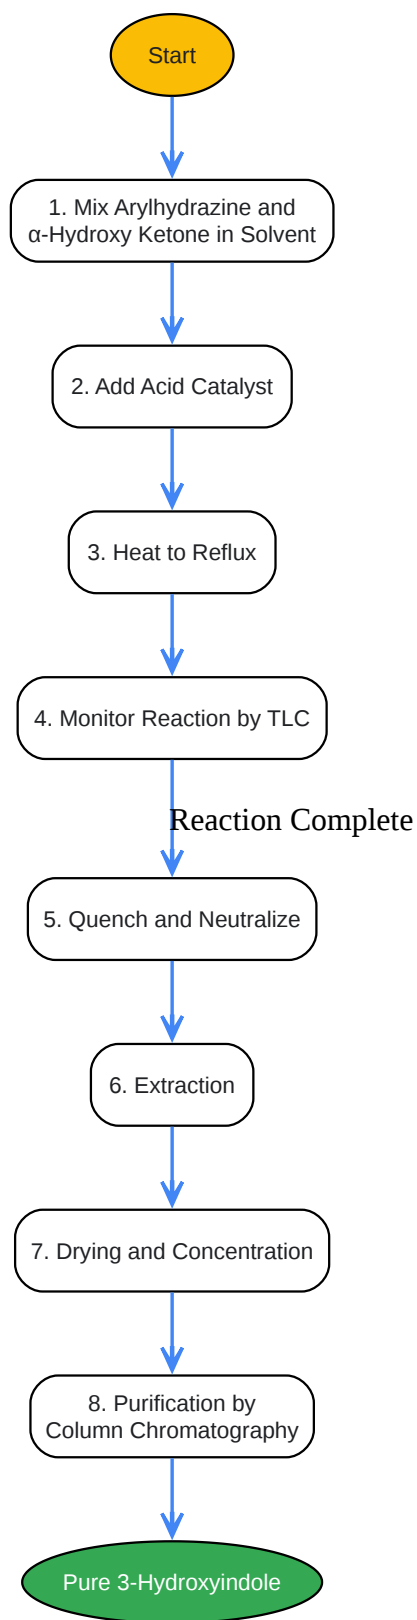 Start
1. Mix Arylhydrazine and
α-Hydroxy Ketone in Solvent
2. Add Acid Catalyst
3. Heat to Reflux
4. Monitor Reaction by TLC
Reaction Complete
5. Quench and Neutralize
6. Extraction
7. Drying and Concentration
8. Purification by
Column Chromatography
Pure 3-Hydroxyindole